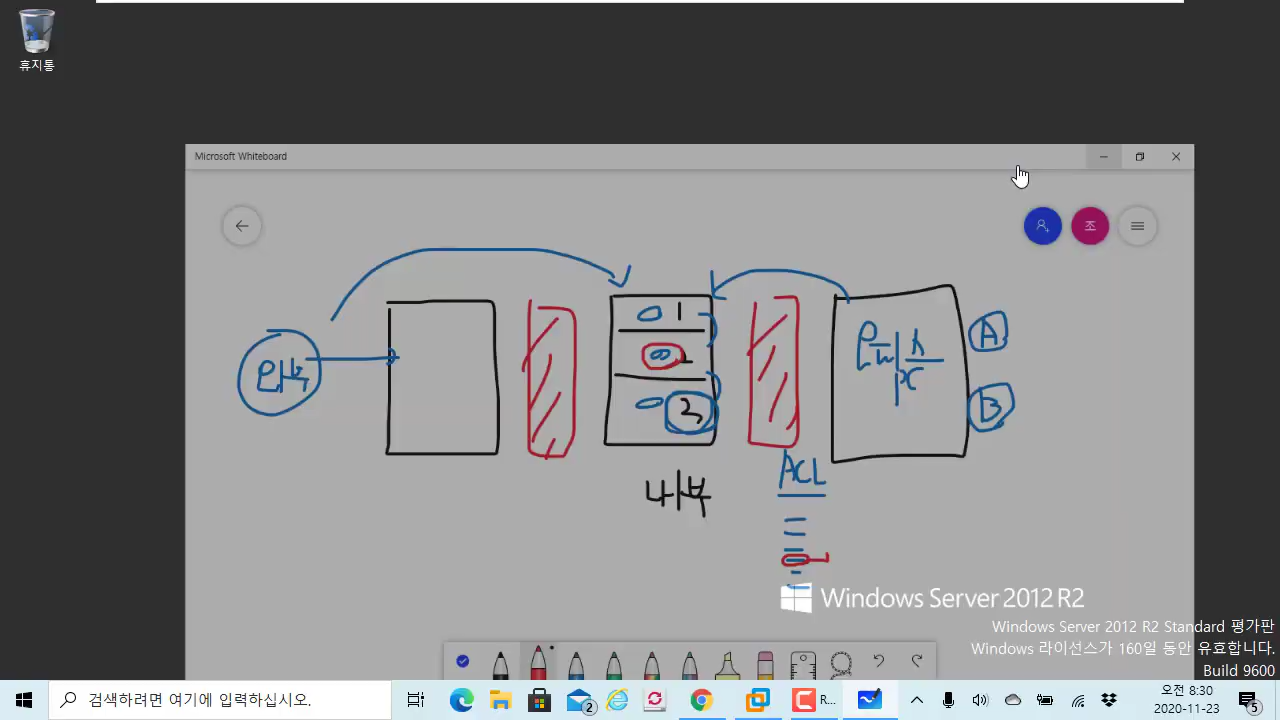 휴지통
Microsoft Whiteboard
조
1
A
3
B
ACL
내부
Windows Server 2012 R2
Windows Server 2012 R2 Standard 평가판
Windows 라이선스가 160일 동안 유효합니다.
Build 9600
검색하려면 여기에 입력하십시오.
2
R...
오전 8:30
2020-11-23
5